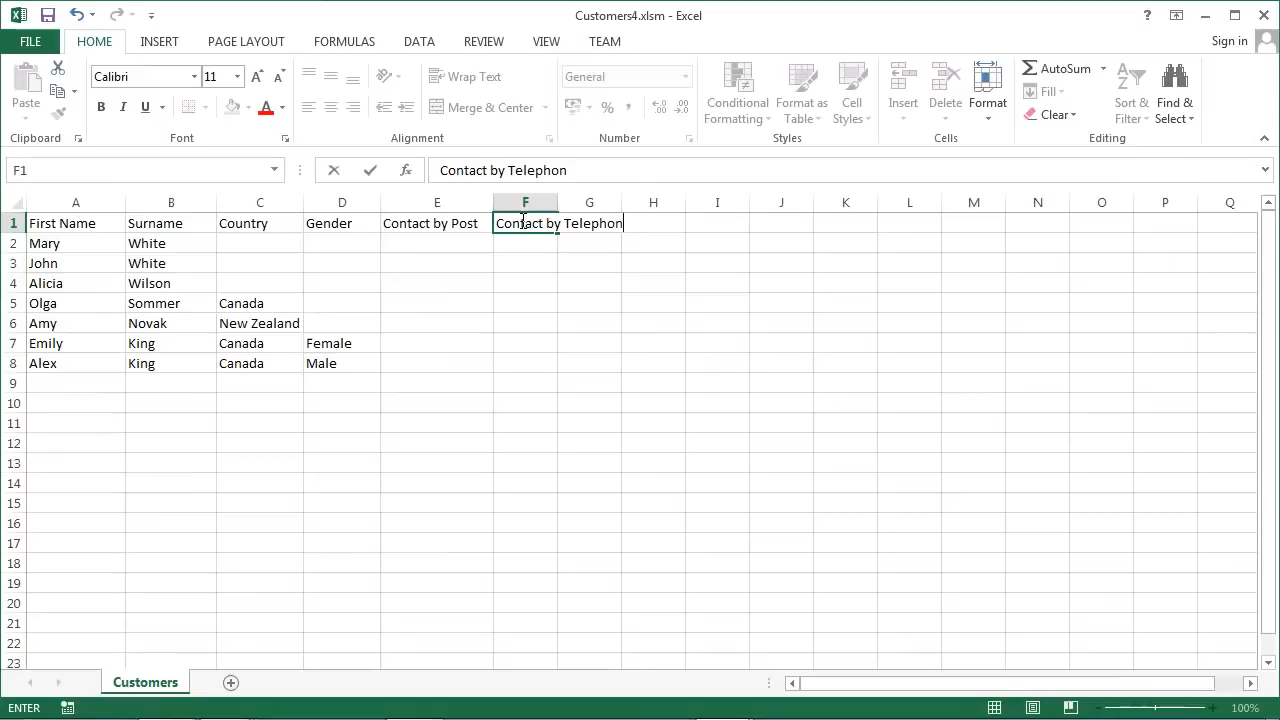 Customers4.xlsm - Excel
?
FILE HOME INSERT PAGE LAYOUT FORMULAS DATA REVIEW VIEW TEAM Sign in
Paste
Calibri 11
Wrap Text
General
Conditional Formatting
Format as Table
Cell Styles
Insert
Delete
Format
AutoSum
Fill
Clear
Sort & Filter
Find & Select
B I U
Merge & Center
Clipboard Font Alignment Number Styles Cells Editing
F1 fx Contact by Telephon
A B C D E F G H I J K L M N O P Q
1 First Name Surname Country Gender Contact by Post Contact by Telephon
2 Mary White
3 John White
4 Alicia Wilson
5 Olga Sommer Canada
6 Amy Novak New Zealand
7 Emily King Canada Female
8 Alex King Canada Male
9
10
11
12
13
14
15
16
17
18
19
20
21
22
23
Customers
ENTER 100%